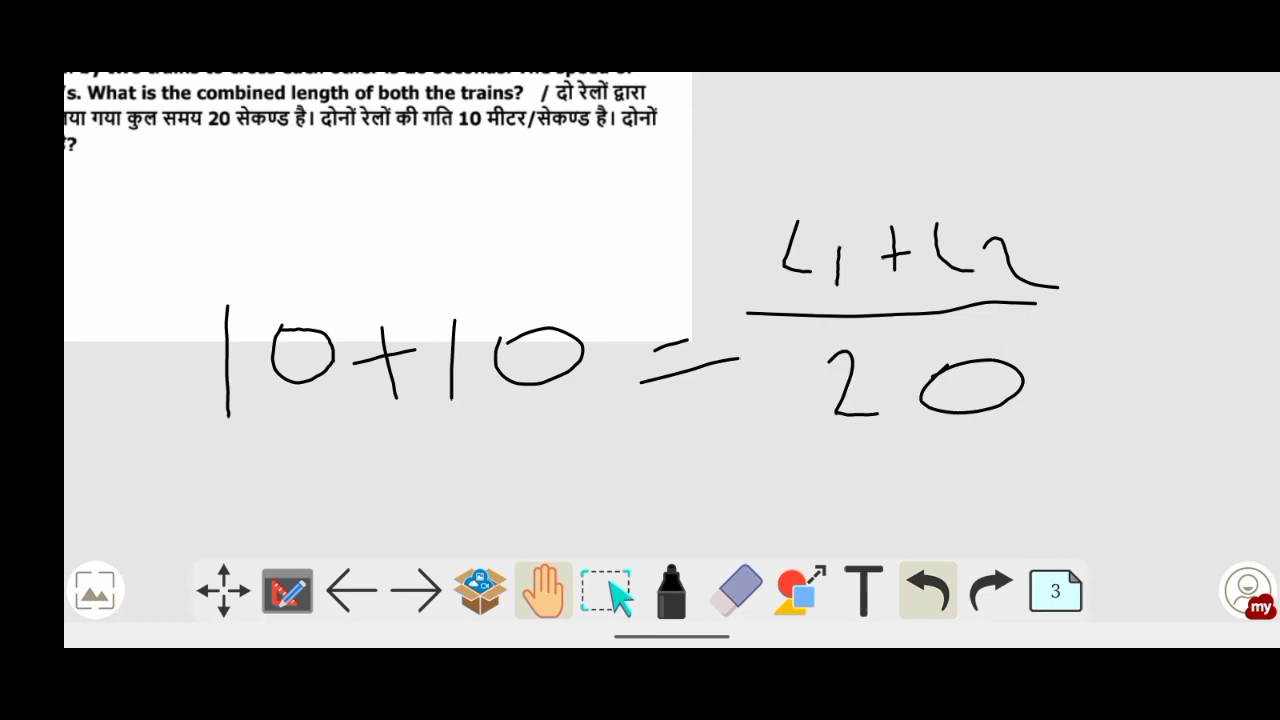 s. What is the combined length of both the trains? / दो रेलों द्वारा
गया कुल समय 20 सेकण्ड है। दोनों रेलों की गति 10 मीटर/सेकण्ड है। दोनों
?
10+10 = L1+L2
20
T
3
my